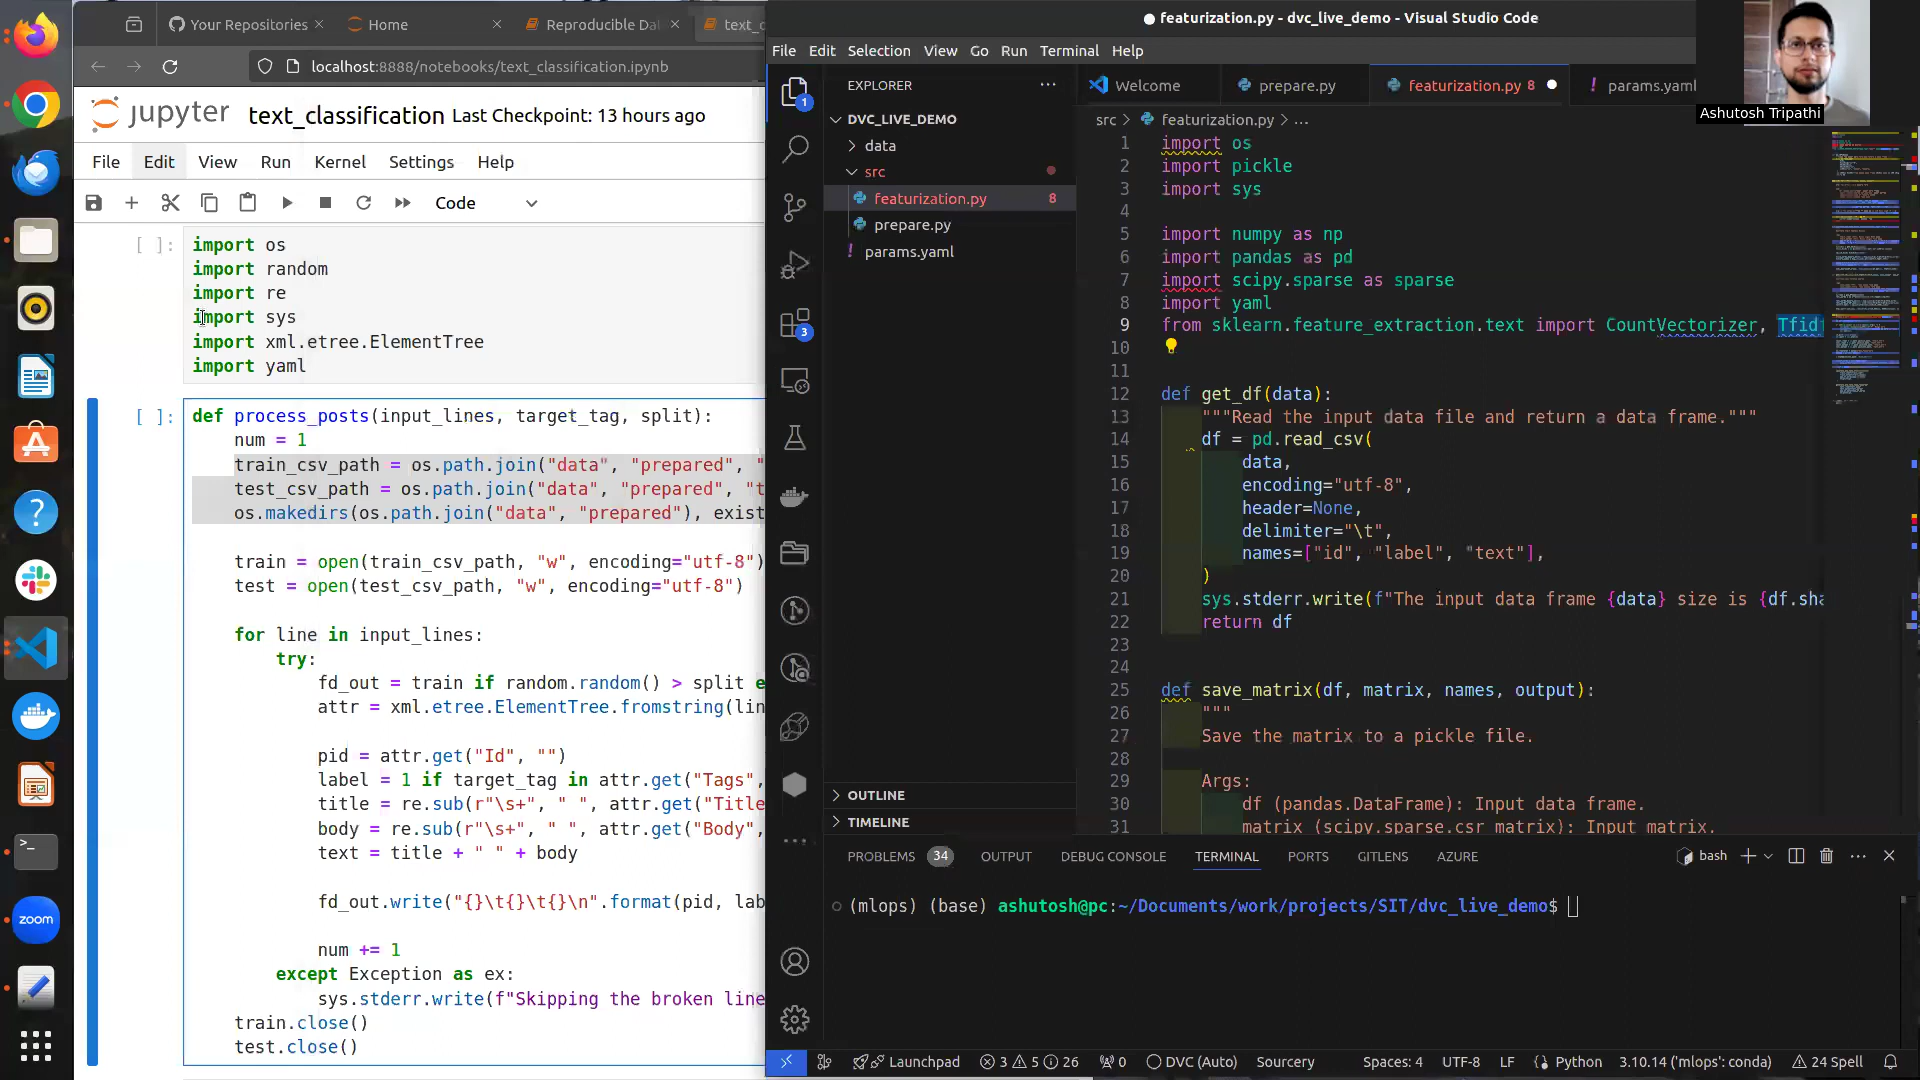 Your Repositories
Home
Reproducible Da
text_c
localhost:8888/notebooks/text_classification.ipynb
jupyter
text_classification Last Checkpoint: 13 hours ago
File Edit View Run Kernel Settings Help
Code
[ ]:
import os
import random
import re
import sys
import xml.etree.ElementTree
import yaml
[ ]:
def process_posts(input_lines, target_tag, split):
num = 1
train_csv_path = os.path.join("data", "prepared", "
test_csv_path = os.path.join("data", "prepared", "t
os.makedirs(os.path.join("data", "prepared"), exist
train = open(train_csv_path, "w", encoding="utf-8")
test = open(test_csv_path, "w", encoding="utf-8")
for line in input_lines:
try:
fd_out = train if random.random() > split e
attr = xml.etree.ElementTree.fromstring(lin
pid = attr.get("Id", "")
label = 1 if target_tag in attr.get("Tags",
title = re.sub(r"\s+", " ", attr.get("Title
body = re.sub(r"\s+", " ", attr.get("Body",
text = title + " " + body
fd_out.write("{}\t{}\t{}\n".format(pid, lab
num += 1
except Exception as ex:
sys.stderr.write(f"Skipping the broken line
train.close()
test.close()
zoom
featurization.py - dvc_live_demo - Visual Studio Code
File Edit Selection View Go Run Terminal Help
Ashutosh Tripathi
1
3
EXPLORER
DVC_LIVE_DEMO
data
src
featurization.py 8
prepare.py
params.yaml
OUTLINE
TIMELINE
Welcome
prepare.py
featurization.py 8
params.yaml
src > featurization.py > ...
1 import os
2 import pickle
3 import sys
4
5 import numpy as np
6 import pandas as pd
7 import scipy.sparse as sparse
8 import yaml
9 from sklearn.feature_extraction.text import CountVectorizer, Tfid
10
11
12 def get_df(data):
13 """Read the input data file and return a data frame."""
14 df = pd.read_csv(
15 data,
16 encoding="utf-8",
17 header=None,
18 delimiter="\t",
19 names=["id", "label", "text"],
20 )
21 sys.stderr.write(f"The input data frame {data} size is {df.sha
22 return df
23
24
25 def save_matrix(df, matrix, names, output):
26 """
27 Save the matrix to a pickle file.
28
29 Args:
30 df (pandas.DataFrame): Input data frame.
31 matrix (scipy.sparse.csr_matrix): Input matrix.
PROBLEMS 34 OUTPUT DEBUG CONSOLE TERMINAL PORTS GITLENS AZURE
bash
(mlops) (base) ashutosh@pc:~/Documents/work/projects/SIT/dvc_live_demo$
Launchpad 3 5 26 0 DVC (Auto) Sourcery Spaces: 4 UTF-8 LF Python 3.10.14 ('mlops': conda) 24 Spell